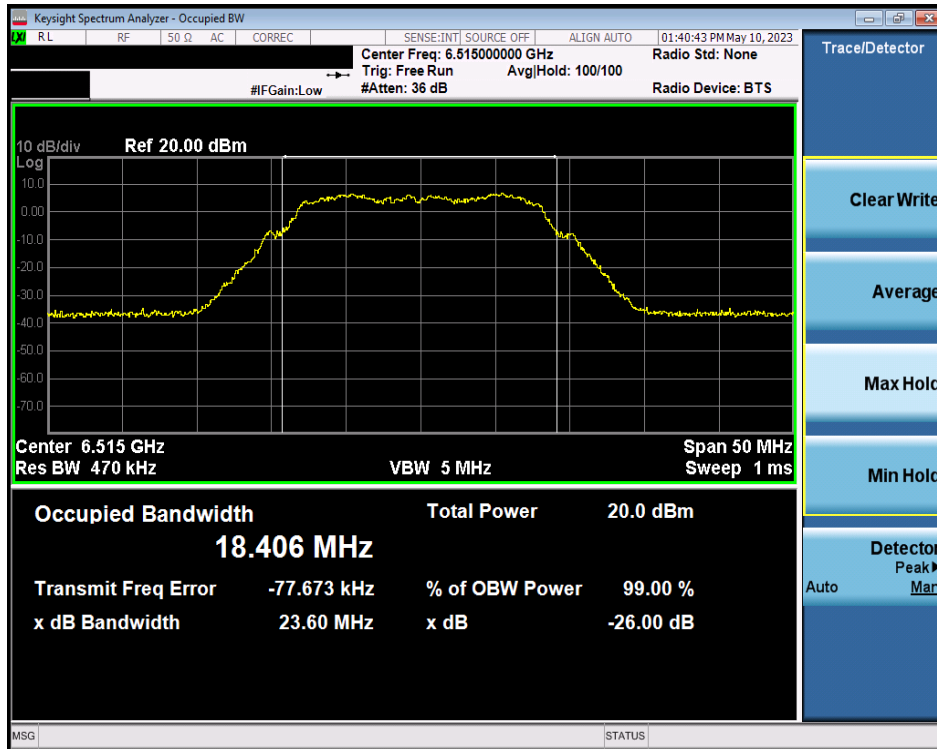 Keysight Spectrum Analyzer - Occupied BW
LXI RL RF 50 Ω AC CORREC SENSE:INT SOURCE OFF ALIGN AUTO 01:40:43 PM May 10, 2023
Center Freq: 6.515000000 GHz Radio Std: None
Trig: Free Run Avg|Hold: 100/100
#IFGain:Low #Atten: 36 dB Radio Device: BTS
Trace/Detector
10 dB/div Ref 20.00 dBm
Log
10.0
0.00
-10.0
-20.0
-30.0
-40.0
-50.0
-60.0
-70.0
Center 6.515 GHz Span 50 MHz
Res BW 470 kHz VBW 5 MHz Sweep 1 ms
Occupied Bandwidth Total Power 20.0 dBm
18.406 MHz
Transmit Freq Error -77.673 kHz % of OBW Power 99.00 %
x dB Bandwidth 23.60 MHz x dB -26.00 dB
Clear Write
Average
Max Hold
Min Hold
Detector
Peak▶
Auto Man
MSG STATUS